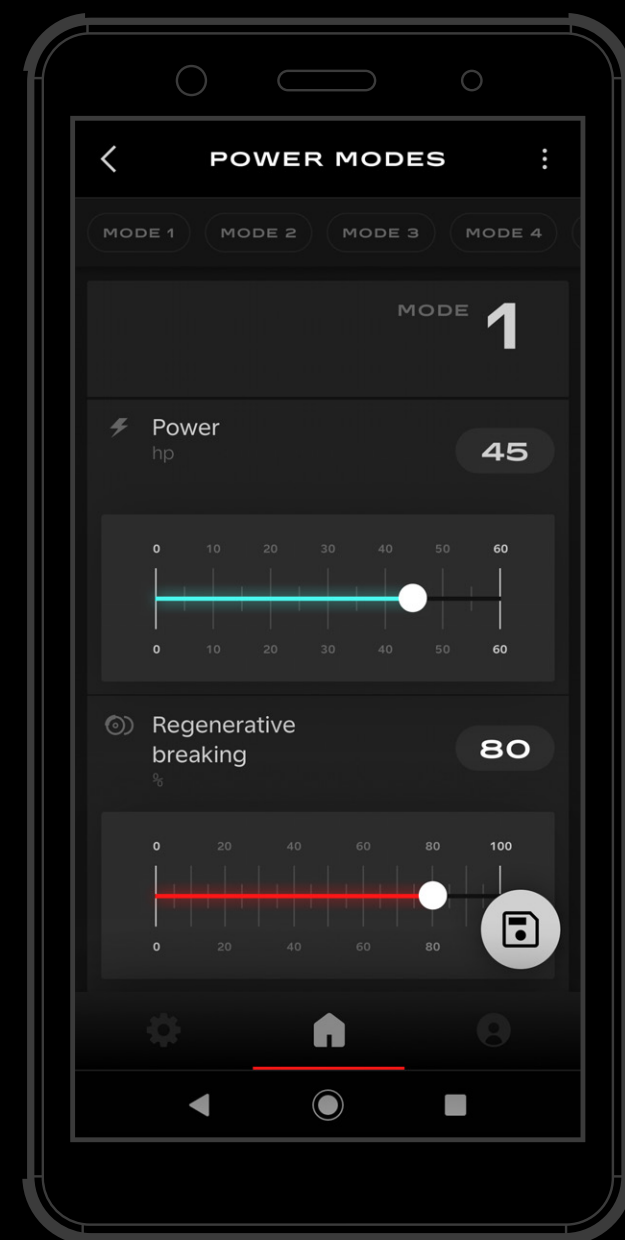 POWER MODES
MODE 1 MODE 2 MODE 3 MODE 4
MODE 1
Power
hp
45
0 10 20 30 40 50 60
0 10 20 30 40 50 60
Regenerative
breaking
%
80
0 20 40 60 80 100
0 20 40 60 80